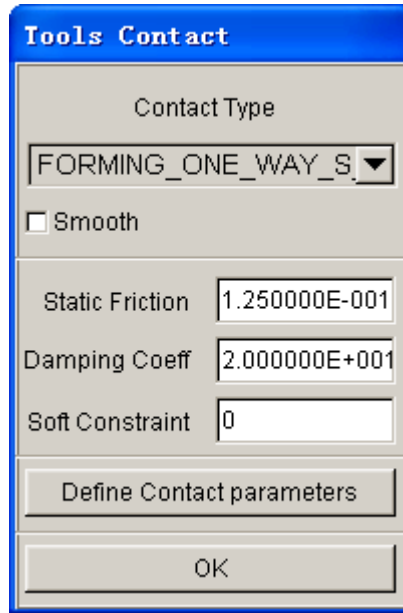 Tools Contact
Contact Type
FORMING_ONE_WAY_S_
Smooth
Static Friction 1.250000E-001
Damping Coeff 2.000000E+001
Soft Constraint 0
Define Contact parameters
OK